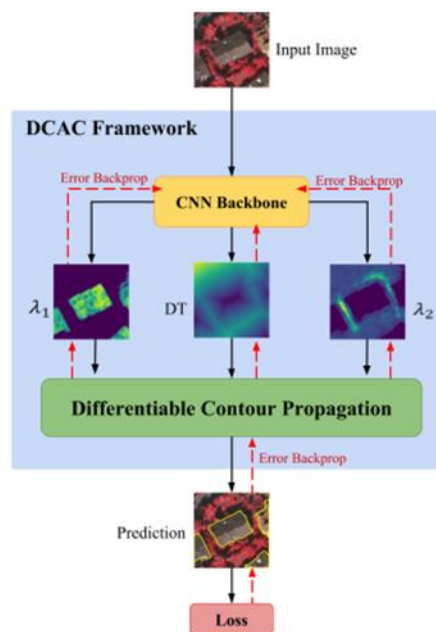 Input Image
DCAC Framework
Error Backprop
Error Backprop
CNN Backbone
λ1
DT
λ2
Differentiable Contour Propagation
Error Backprop
Prediction
Loss